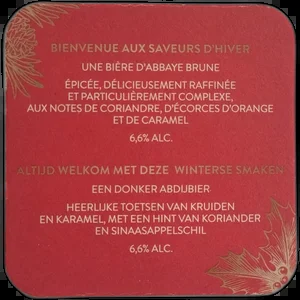 BIENVENUE AUX SAVEURS D'HIVER
UNE BIÈRE D'ABBAYE BRUNE
ÉPICÉE, DÉLICIEUSEMENT RAFFINÉE
ET PARTICULIÈREMENT COMPLEXE,
AUX NOTES DE CORIANDRE, D'ÉCORCES D'ORANGE
ET DE CARAMEL
6,6% ALC.
ALTIJD WELKOM MET DEZE WINTERSE SMAKEN
EEN DONKER ABDIJBIER
HEERLIJKE TOETSEN VAN KRUIDEN
EN KARAMEL, MET EEN HINT VAN KORIANDER
EN SINAASAPPELSCHIL
6,6% ALC.